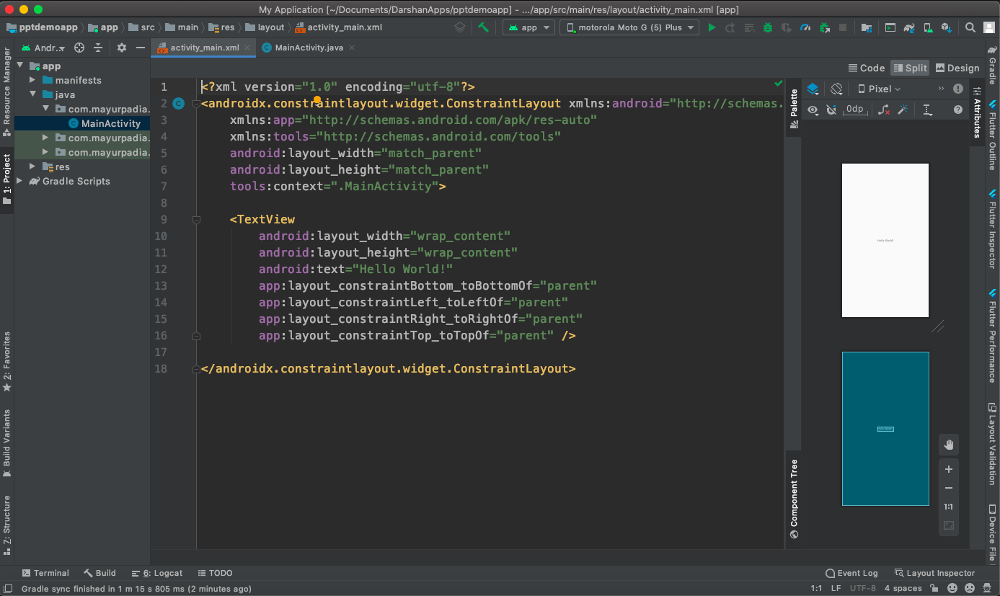 My Application [~/Documents/DarshanApps/pptdemoapp] - .../app/src/main/res/layout/activity_main.xml [app]
pptdemoapp app src main res layout activity_main.xml app motorola Moto G (5) Plus
Andr.. activity_main.xml MainActivity.java
Code Split Design
Resource Manager
1: Project
2: Favorites
Build Variants
Z: Structure
app
manifests
java
com.mayurpadia.
MainActivity
com.mayurpadia.
com.mayurpadia.
res
Gradle Scripts
1 <?xml version="1.0" encoding="utf-8"?>
2 <androidx.constraintlayout.widget.ConstraintLayout xmlns:android="http://schemas.
3 xmlns:app="http://schemas.android.com/apk/res-auto"
4 xmlns:tools="http://schemas.android.com/tools"
5 android:layout_width="match_parent"
6 android:layout_height="match_parent"
7 tools:context=".MainActivity">
8
9 <TextView
10 android:layout_width="wrap_content"
11 android:layout_height="wrap_content"
12 android:text="Hello World!"
13 app:layout_constraintBottom_toBottomOf="parent"
14 app:layout_constraintLeft_toLeftOf="parent"
15 app:layout_constraintRight_toRightOf="parent"
16 app:layout_constraintTop_toTopOf="parent" />
17
18 </androidx.constraintlayout.widget.ConstraintLayout>
Palette
Component Tree
Pixel
0dp
Hello World!
1:1
Attributes
Gradle
Flutter Outline
Flutter Inspector
Flutter Performance
Layout Validation
Device File
Terminal Build 6: Logcat TODO Event Log Layout Inspector
Gradle sync finished in 1 m 15 s 805 ms (2 minutes ago) 1:1 LF UTF-8 4 spaces